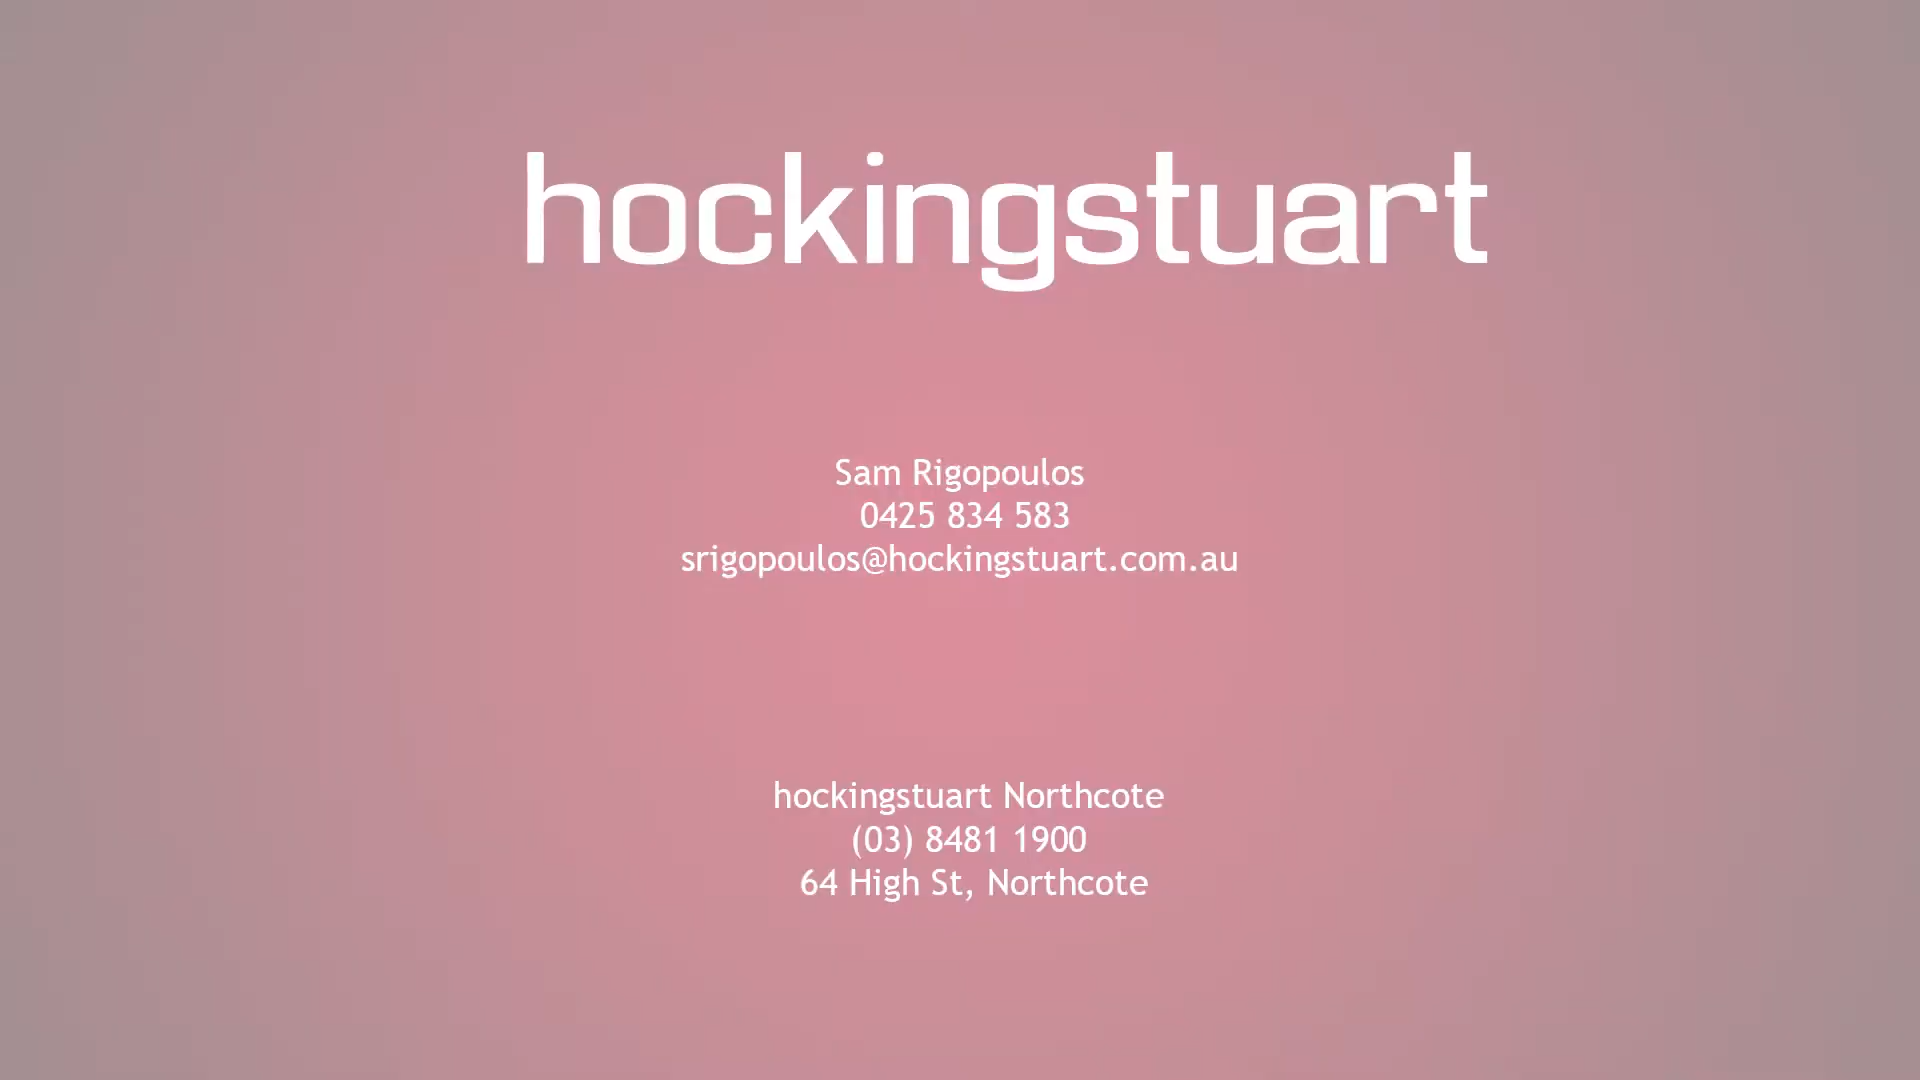 hockingstuart
Sam Rigopoulos
0425 834 583
srigopoulos@hockingstuart.com.au
hockingstuart Northcote
(03) 8481 1900
64 High St, Northcote